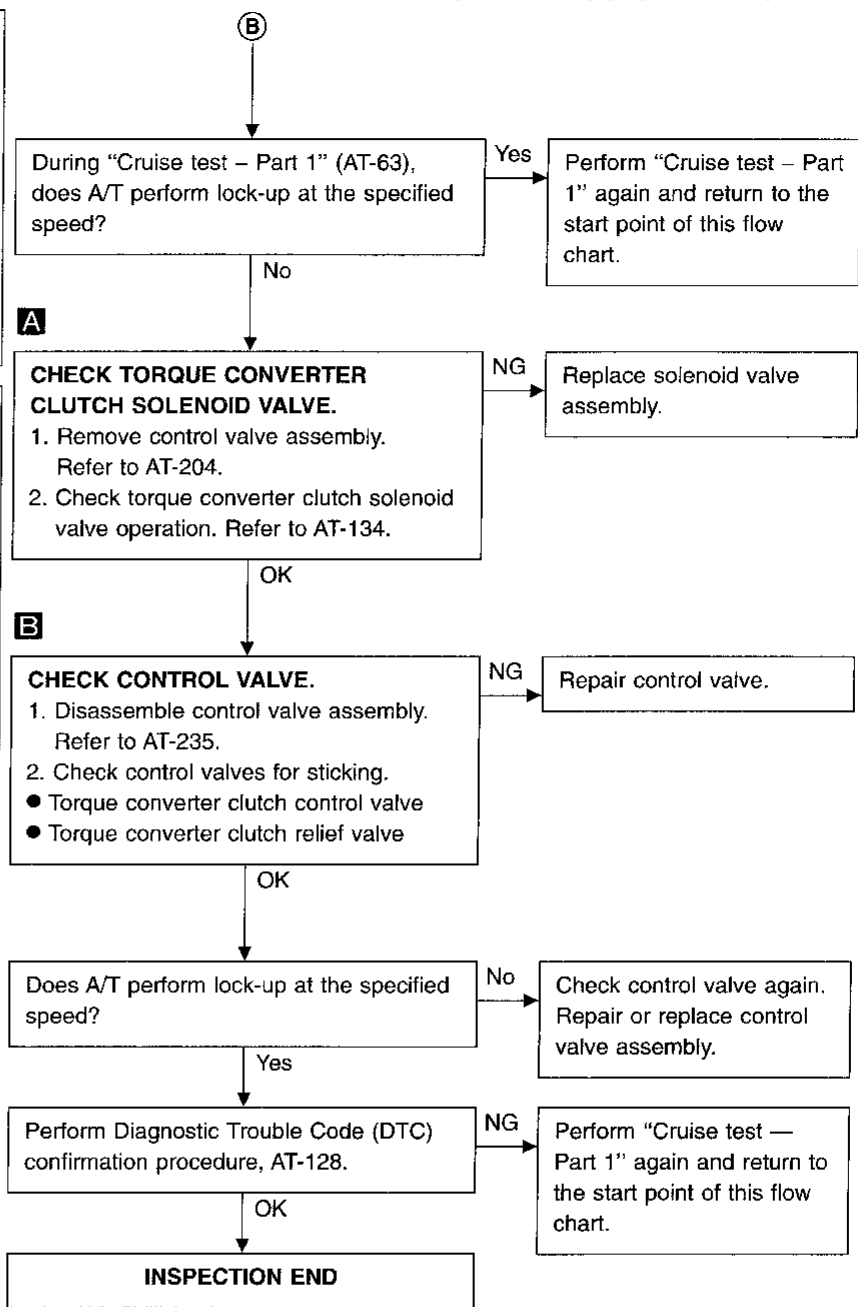 B
During “Cruise test – Part 1” (AT-63),
does A/T perform lock-up at the specified
speed?
Yes
Perform “Cruise test – Part
1” again and return to the
start point of this flow
chart.
No
A
CHECK TORQUE CONVERTER
CLUTCH SOLENOID VALVE.
1. Remove control valve assembly.
Refer to AT-204.
2. Check torque converter clutch solenoid
valve operation. Refer to AT-134.
NG
Replace solenoid valve
assembly.
OK
B
CHECK CONTROL VALVE.
1. Disassemble control valve assembly.
Refer to AT-235.
2. Check control valves for sticking.
● Torque converter clutch control valve
● Torque converter clutch relief valve
NG
Repair control valve.
OK
Does A/T perform lock-up at the specified
speed?
No
Check control valve again.
Repair or replace control
valve assembly.
Yes
Perform Diagnostic Trouble Code (DTC)
confirmation procedure, AT-128.
NG
Perform “Cruise test —
Part 1” again and return to
the start point of this flow
chart.
OK
INSPECTION END